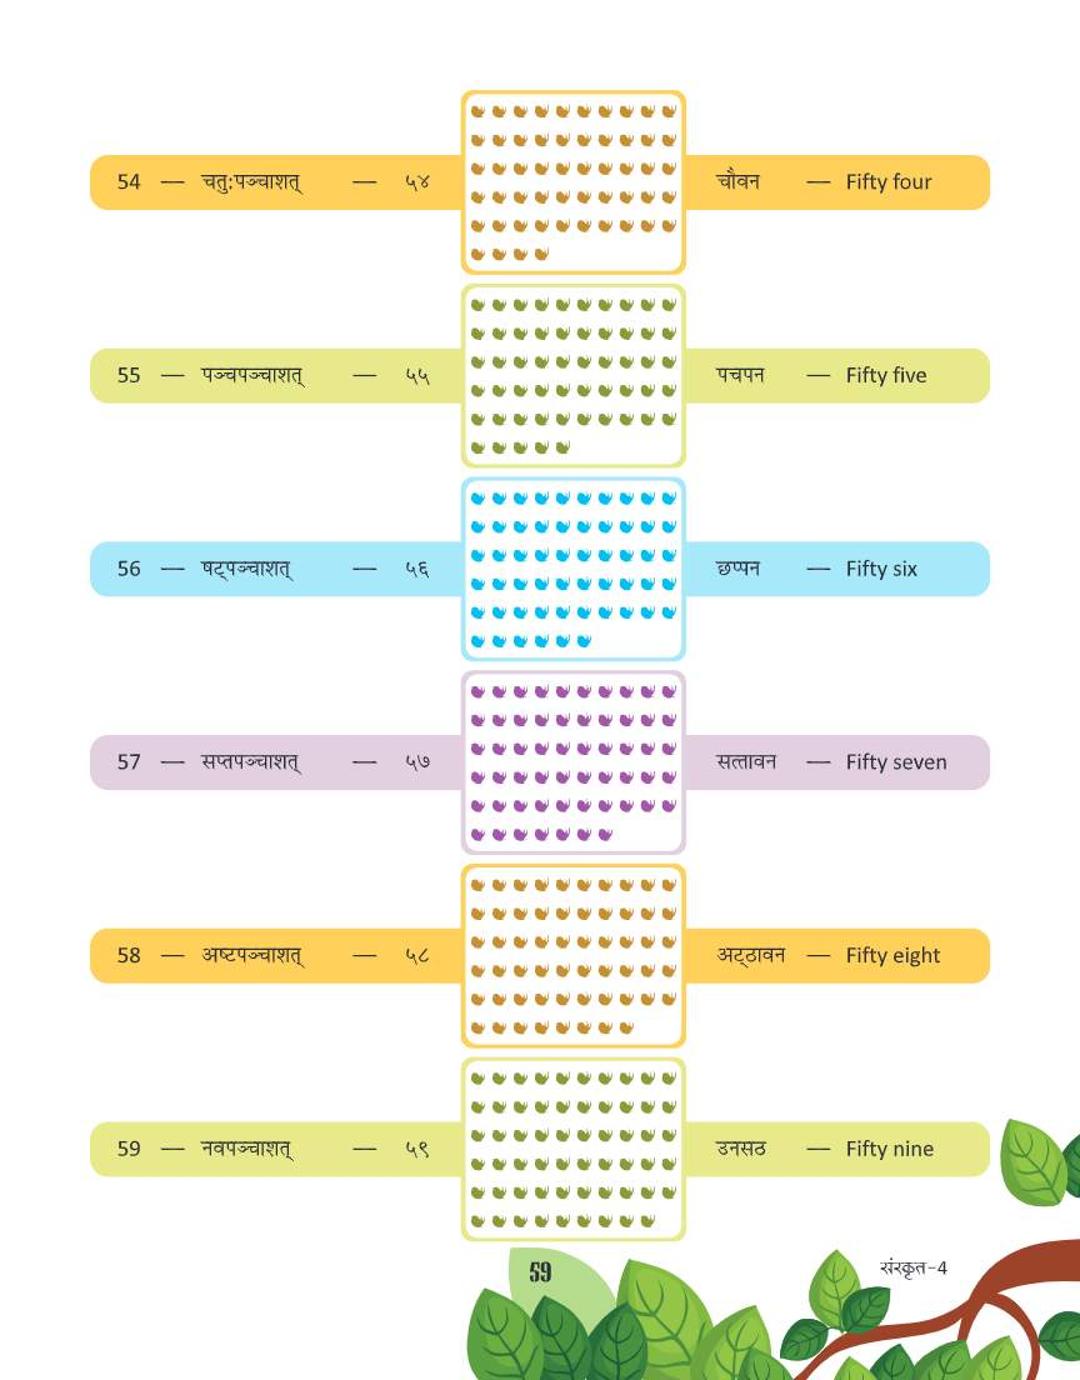 54 — चतुःपञ्चाशत् — ५४ चौवन — Fifty four
55 — पञ्चपञ्चाशत् — ५५ पचपन — Fifty five
56 — षट्पञ्चाशत् — ५६ छप्पन — Fifty six
57 — सप्तपञ्चाशत् — ५७ सत्तावन — Fifty seven
58 — अष्टपञ्चाशत् — ५८ अट्ठावन — Fifty eight
59 — नवपञ्चाशत् — ५९ उनसठ — Fifty nine
59
संस्कृत-4